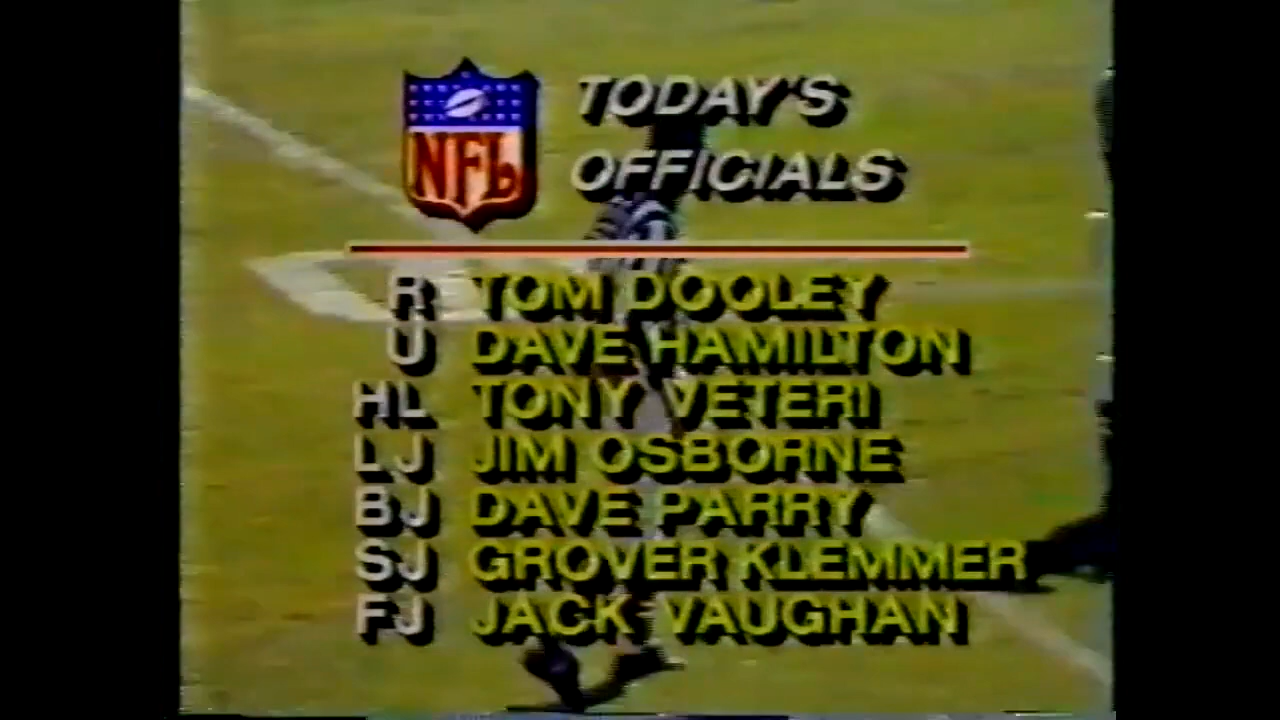 NFL
TODAY'S
OFFICIALS
R TOM DOOLEY
U DAVE HAMILTON
HL TONY VETERI
LJ JIM OSBORNE
BJ DAVE PARRY
SJ GROVER KLEMMER
FJ JACK VAUGHAN